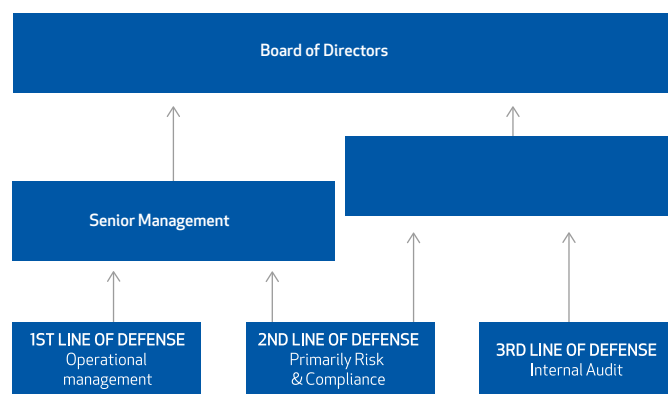 Board of Directors
Senior Management
1ST LINE OF DEFENSE
Operational
management
2ND LINE OF DEFENSE
Primarily Risk
& Compliance
3RD LINE OF DEFENSE
Internal Audit